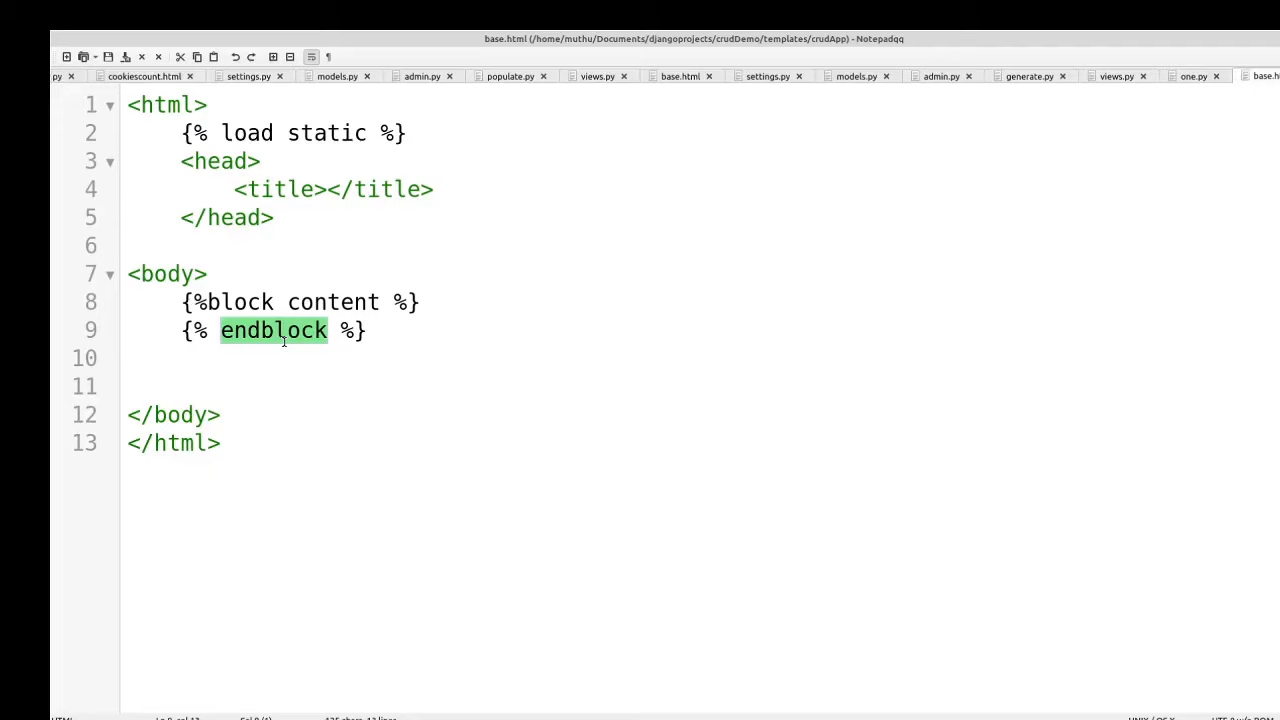 base.html (/home/muthu/Documents/djangoprojects/crudDemo/templates/crudApp) - Notepadqq
py cookiescount.html settings.py models.py admin.py populate.py views.py base.html settings.py models.py admin.py generate.py views.py one.py base.h
1 <html>
2 {% load static %}
3 <head>
4 <title></title>
5 </head>
6
7 <body>
8 {%block content %}
9 {% endblock %}
10
11
12 </body>
13 </html>